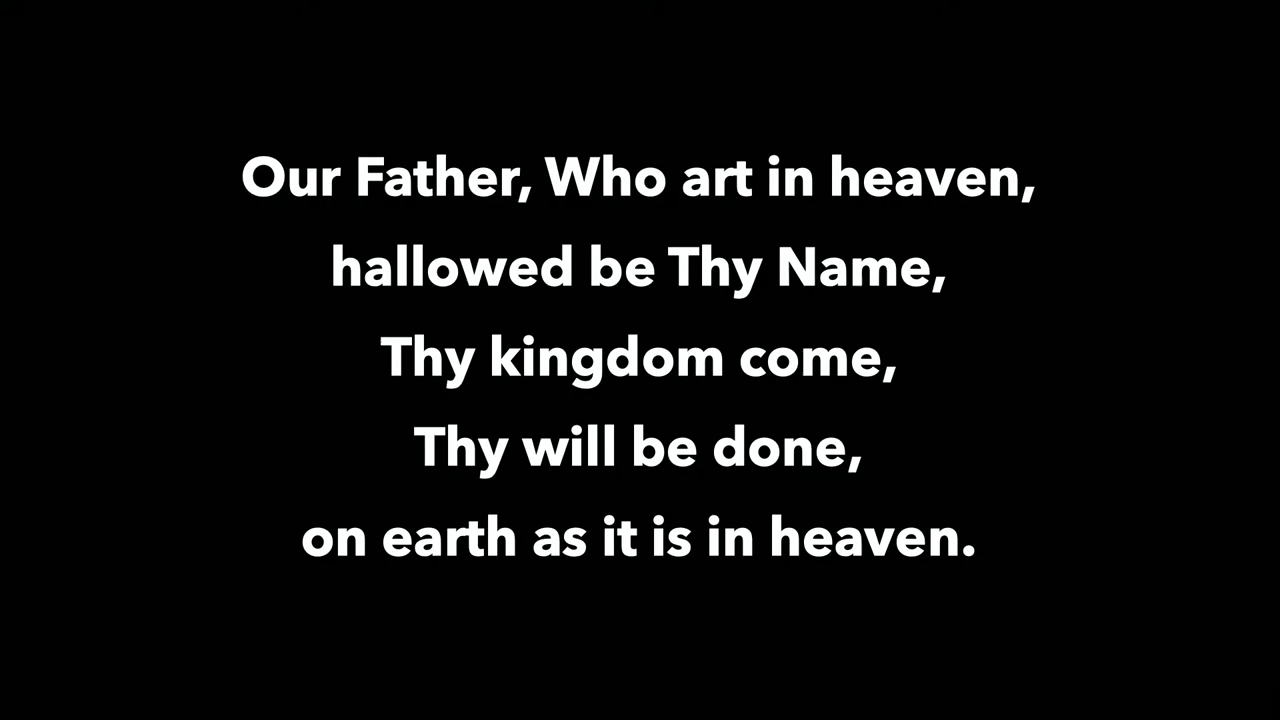 Our Father, Who art in heaven,
hallowed be Thy Name,
Thy kingdom come,
Thy will be done,
on earth as it is in heaven.